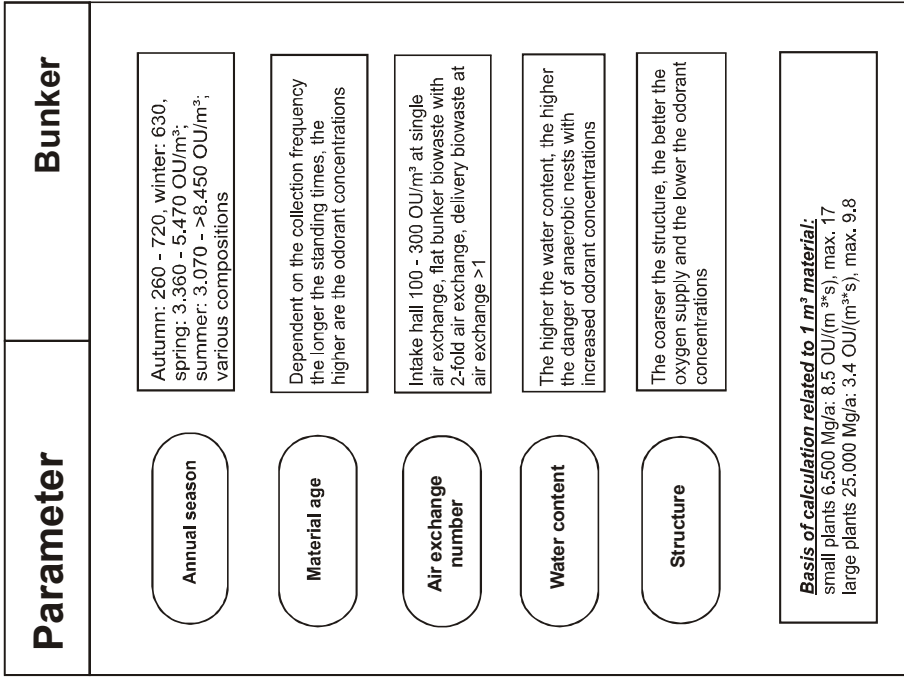 Parameter
Bunker
Annual season
Autumn: 260 - 720, winter: 630,
spring: 3.360 - 5.470 OU/m³;
summer: 3.070 - >8.450 OU/m³;
various compositions
Material age
Dependent on the collection frequency
the longer the standing times, the
higher are the odorant concentrations
Air exchange
number
Intake hall 100 - 300 OU/m³ at single
air exchange, flat bunker biowaste with
2-fold air exchange, delivery biowaste at
air exchange >1
Water content
The higher the water content, the higher
the danger of anaerobic nests with
increased odorant concentrations
Structure
The coarser the structure, the better the
oxygen supply and the lower the odorant
concentrations
Basis of calculation related to 1 m³ material:
small plants 6.500 Mg/a: 8.5 OU/(m³*s), max. 17
large plants 25.000 Mg/a: 3.4 OU/(m³*s), max. 9.8